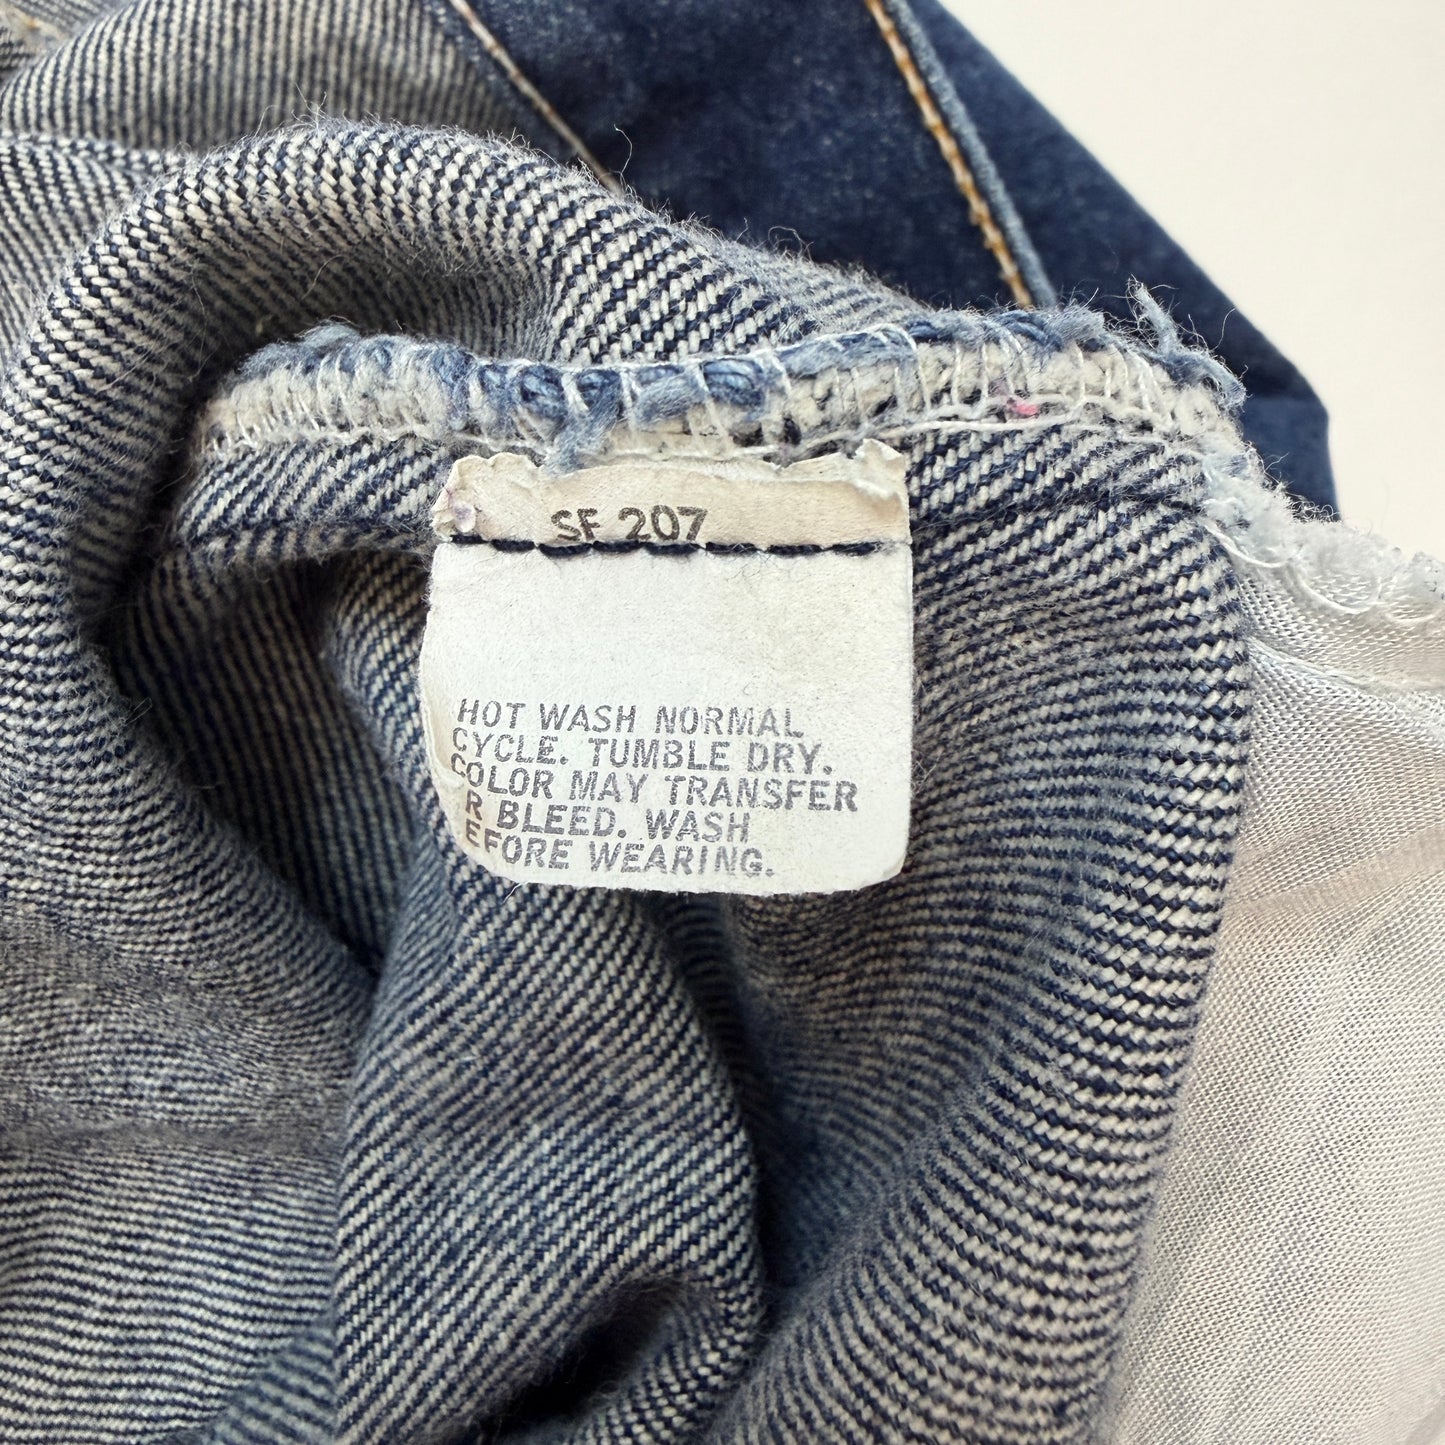 SF 207
HOT WASH NORMAL
CYCLE. TUMBLE DRY.
COLOR MAY TRANSFER
R BLEED. WASH
EFORE WEARING.